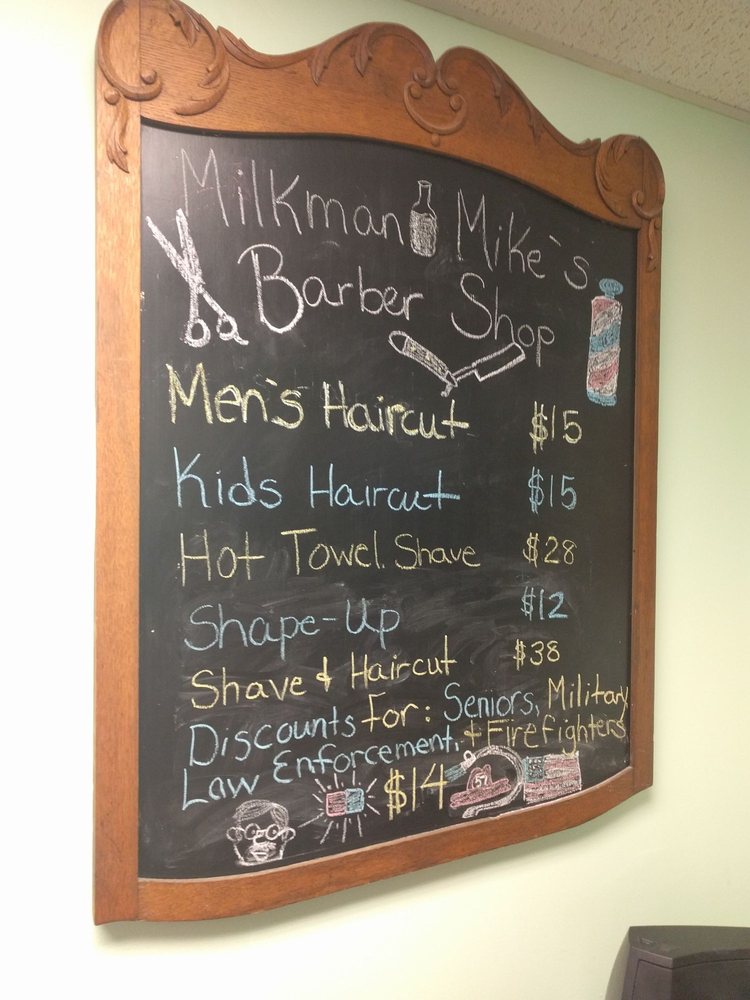 Milkman Mike's
Barber Shop
Men's Haircut $15
Kids Haircut $15
Hot Towel Shave $28
Shape-Up $12
Shave & Haircut $38
Discounts for: Seniors, Military
Law Enforcement, + Firefighters
$14
57